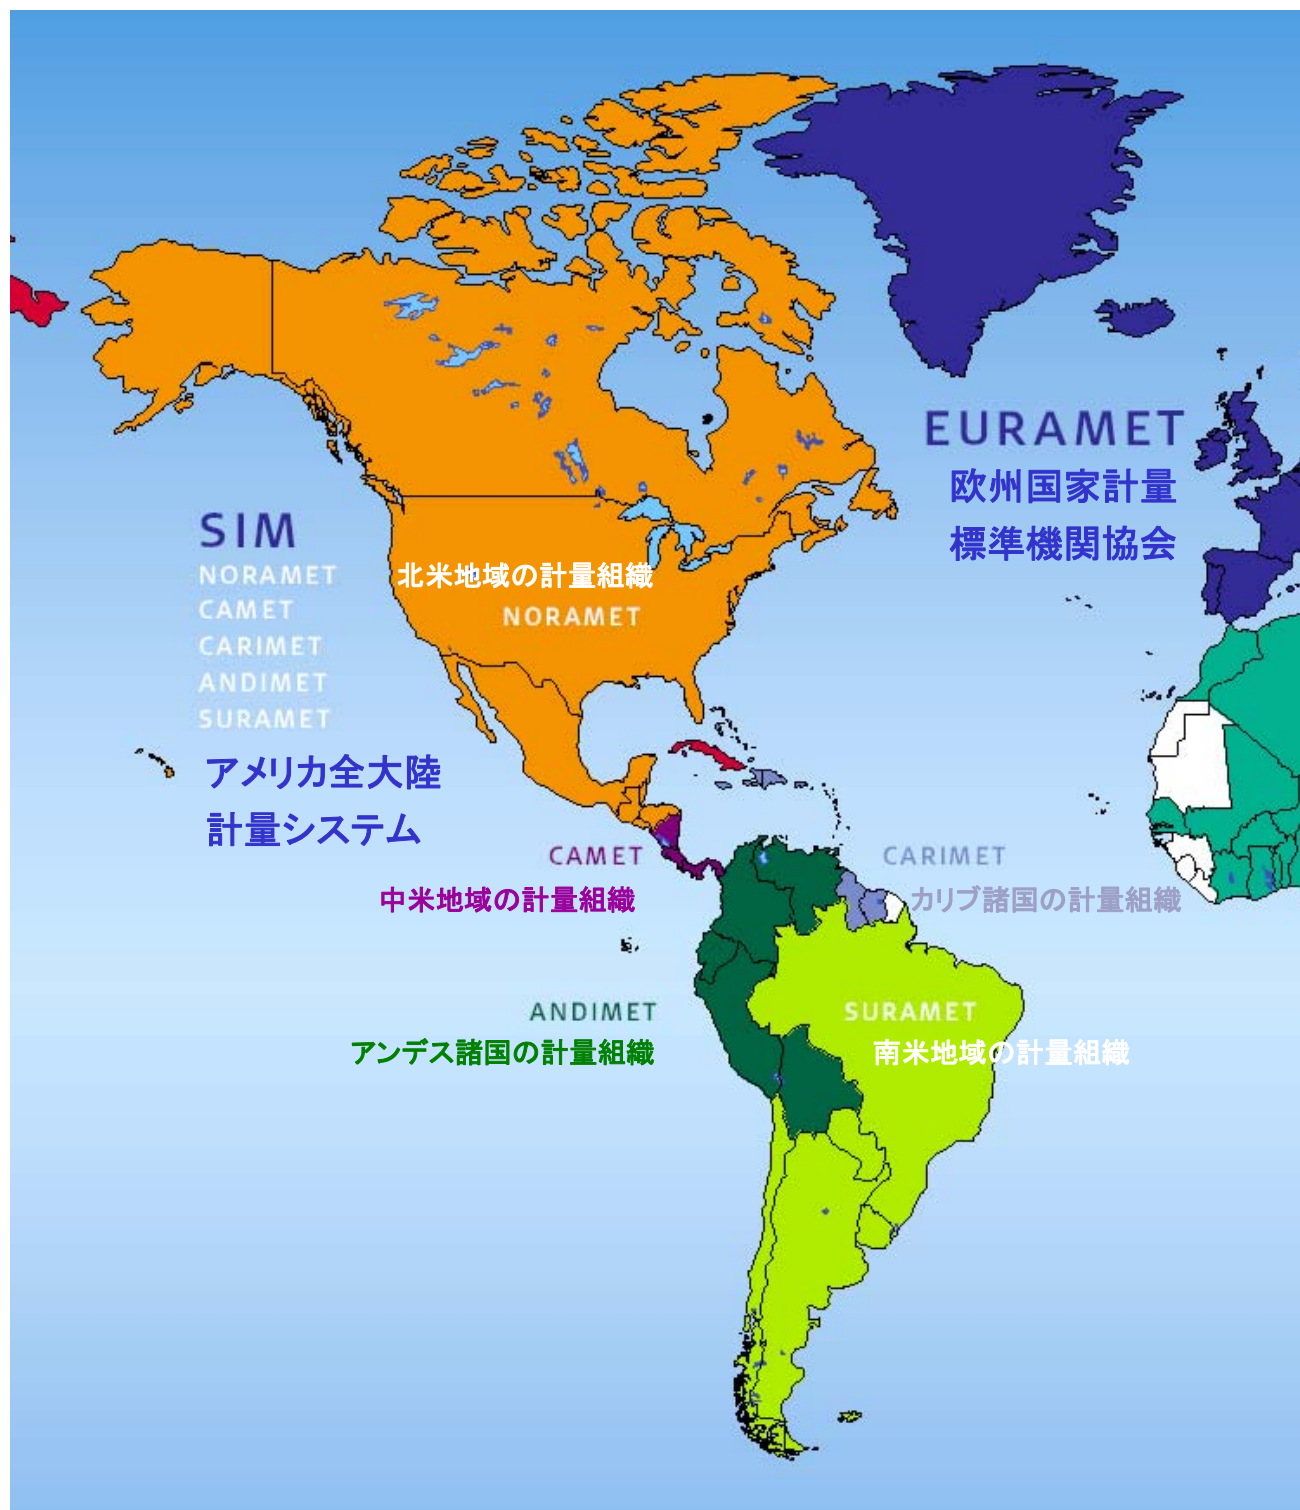 EURAMET
欧州国家計量
標準機関協会
SIM
NORAMET
CAMET
CARIMET
ANDIMET
SURAMET
アメリカ全大陸
計量システム
北米地域の計量組織
NORAMET
CAMET
中米地域の計量組織
CARIMET
カリブ諸国の計量組織
ANDIMET
アンデス諸国の計量組織
SURAMET
南米地域の計量組織